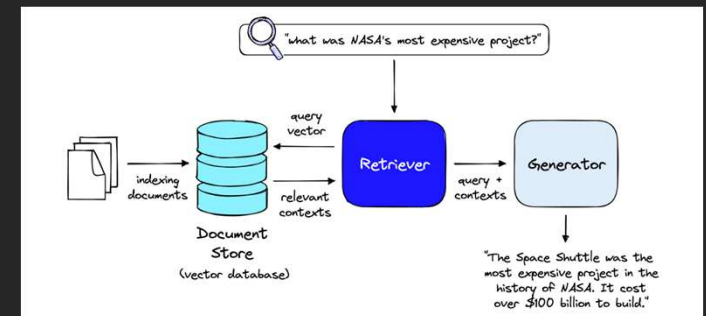 "what was NASA's most expensive project?"
query
vector
indexing
documents
relevant
contexts
Retriever
query +
contexts
Generator
Document
Store
(vector database)
"The Space Shuttle was the
most expensive project in the
history of NASA. It cost
over $100 billion to build."